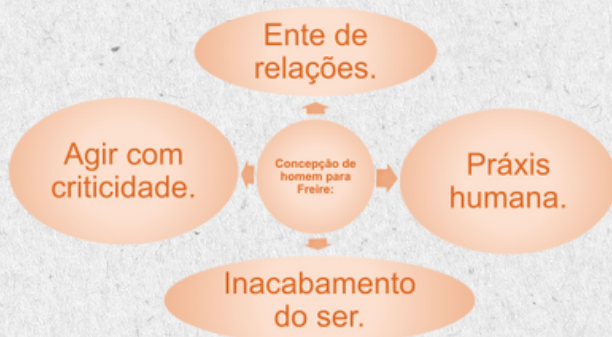 Ente de
relações.
Agir com
criticidade.
Concepção de
homem para
Freire:
Práxis
humana.
Inacabamento
do ser.